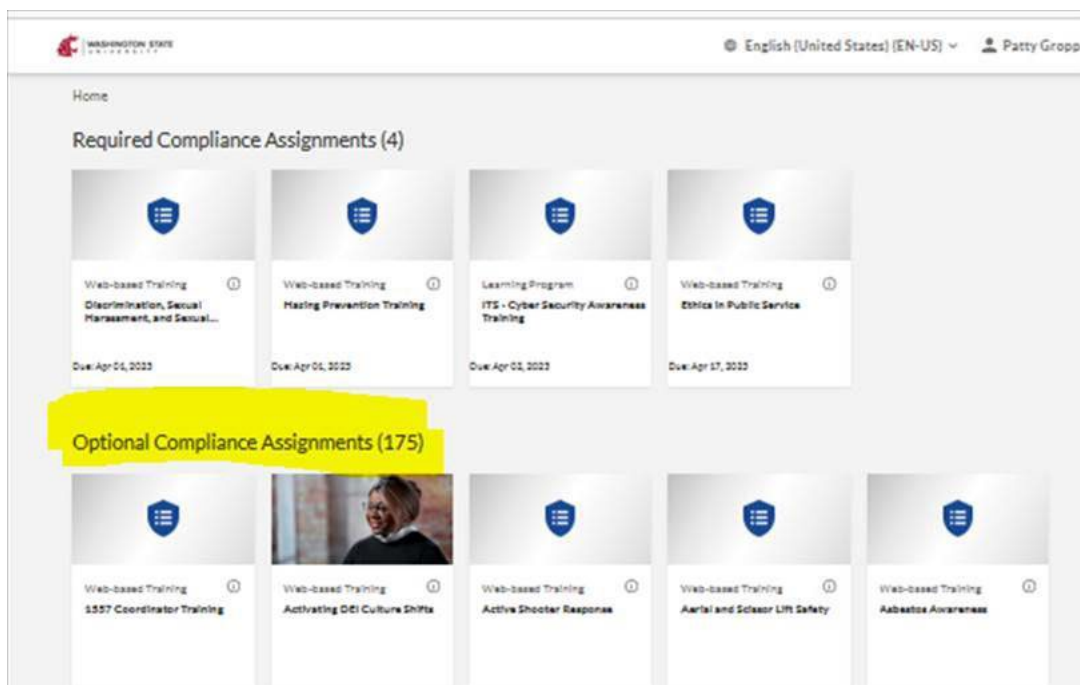 WASHINGTON STATE
UNIVERSITY
English (United States) (EN-US)
Patty Gropp
Home
Required Compliance Assignments (4)
Web-based Training
Discrimination, Sexual
Harassment, and Sexual...
Due: Apr 01, 2023
Web-based Training
Hazing Prevention Training
Due: Apr 01, 2023
Learning Program
ITS - Cyber Security Awareness
Training
Due: Apr 02, 2023
Web-based Training
Ethics in Public Service
Due: Apr 17, 2023
Optional Compliance Assignments (175)
Web-based Training
1557 Coordinator Training
Web-based Training
Activating DEI Culture Shifts
Web-based Training
Active Shooter Response
Web-based Training
Aerial and Scissor Lift Safety
Web-based Training
Asbestos Awareness